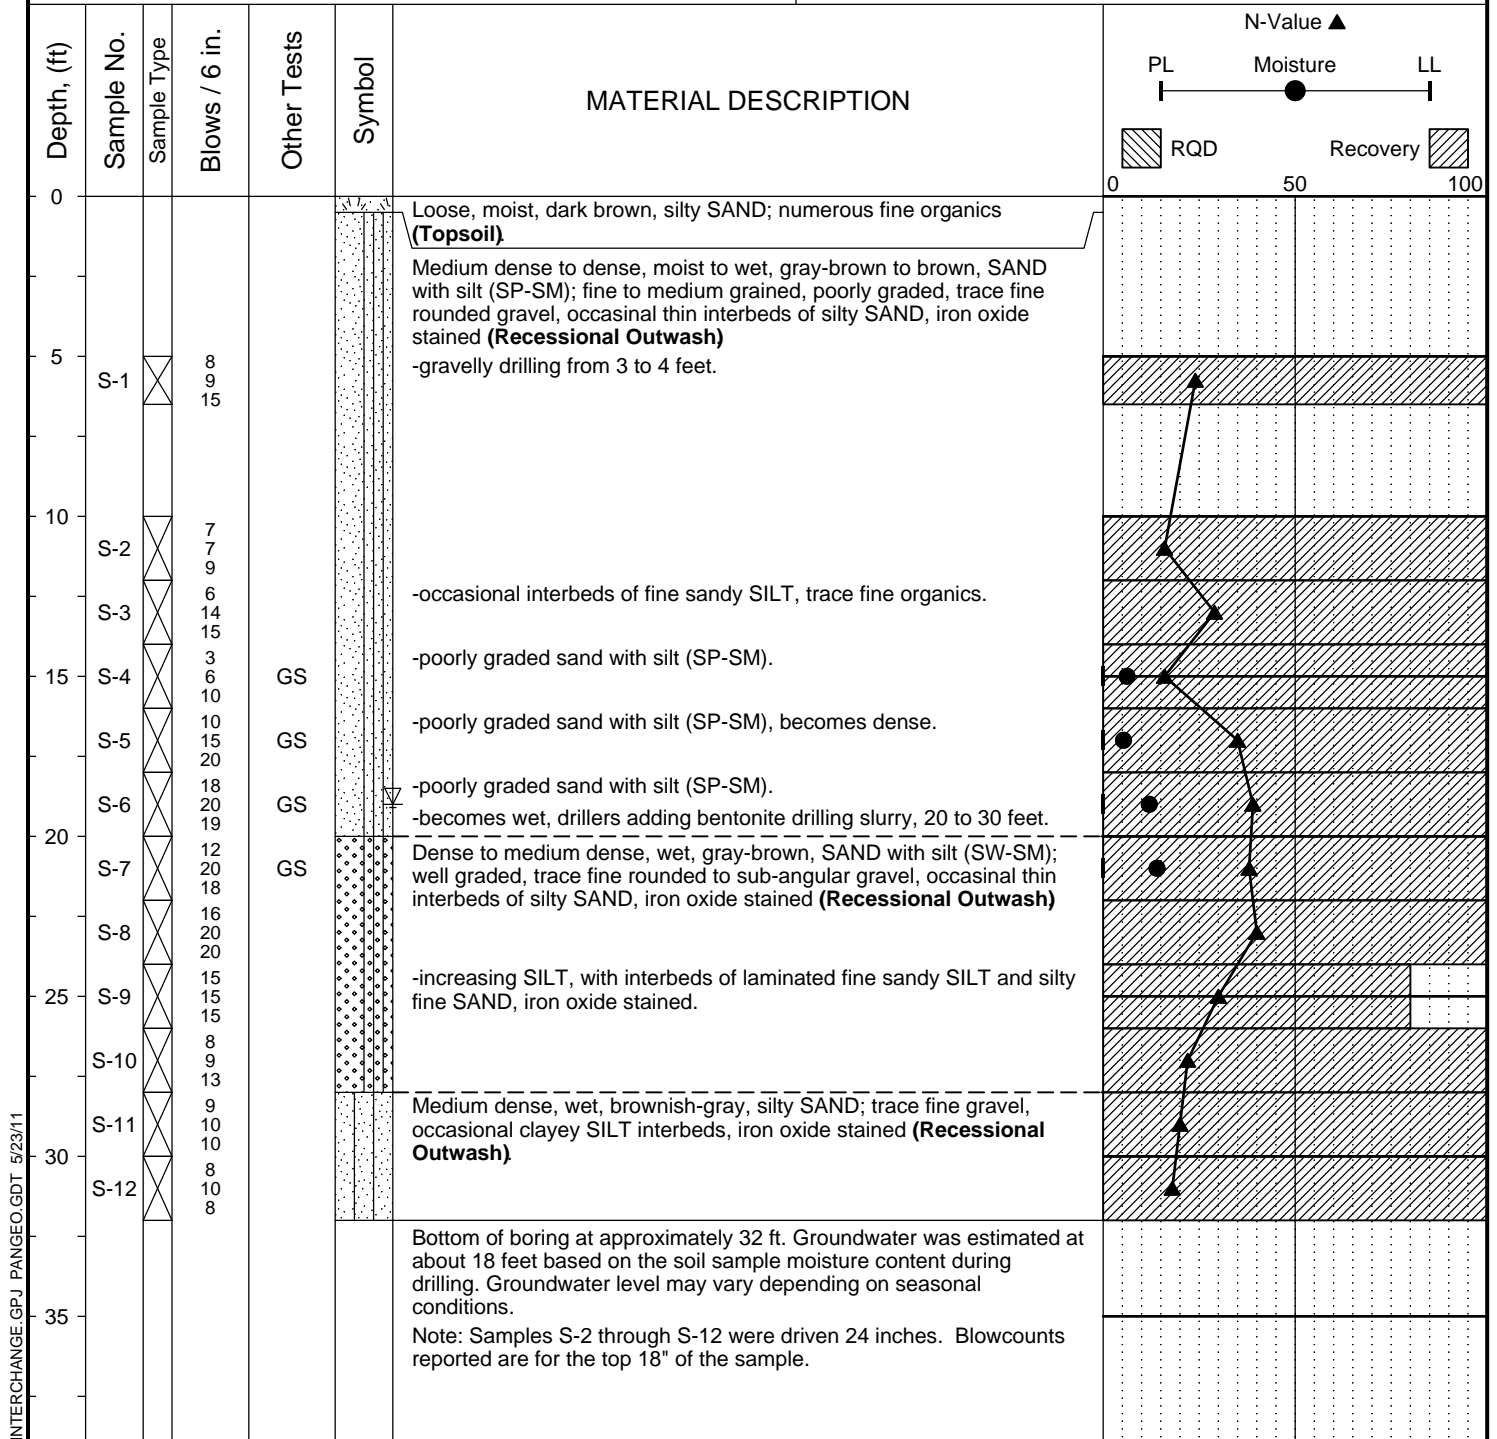 Depth, (ft)
Sample No.
Sample Type
Blows / 6 in.
Other Tests
Symbol
MATERIAL DESCRIPTION
N-Value ▲
PL Moisture LL
RQD Recovery
0 50 100
0
Loose, moist, dark brown, silty SAND; numerous fine organics
(Topsoil).
Medium dense to dense, moist to wet, gray-brown to brown, SAND
with silt (SP-SM); fine to medium grained, poorly graded, trace fine
rounded gravel, occasinal thin interbeds of silty SAND, iron oxide
stained (Recessional Outwash)
5
S-1
8
9
15
-gravelly drilling from 3 to 4 feet.
10
S-2
7
7
9
S-3
6
14
15
-occasional interbeds of fine sandy SILT, trace fine organics.
15
S-4
3
6
10
GS
-poorly graded sand with silt (SP-SM).
S-5
10
15
20
GS
-poorly graded sand with silt (SP-SM), becomes dense.
S-6
18
20
19
GS
-poorly graded sand with silt (SP-SM).
-becomes wet, drillers adding bentonite drilling slurry, 20 to 30 feet.
20
S-7
12
20
18
GS
Dense to medium dense, wet, gray-brown, SAND with silt (SW-SM);
well graded, trace fine rounded to sub-angular gravel, occasinal thin
interbeds of silty SAND, iron oxide stained (Recessional Outwash)
S-8
16
20
20
25
S-9
15
15
15
-increasing SILT, with interbeds of laminated fine sandy SILT and silty
fine SAND, iron oxide stained.
S-10
8
9
13
S-11
9
10
10
Medium dense, wet, brownish-gray, silty SAND; trace fine gravel,
occasional clayey SILT interbeds, iron oxide stained (Recessional
Outwash).
30
S-12
8
10
8
Bottom of boring at approximately 32 ft. Groundwater was estimated at
about 18 feet based on the soil sample moisture content during
drilling. Groundwater level may vary depending on seasonal
conditions.
35
Note: Samples S-2 through S-12 were driven 24 inches. Blowcounts
reported are for the top 18" of the sample.
INTERCHANGE.GPJ PANGEO.GDT 5/23/11